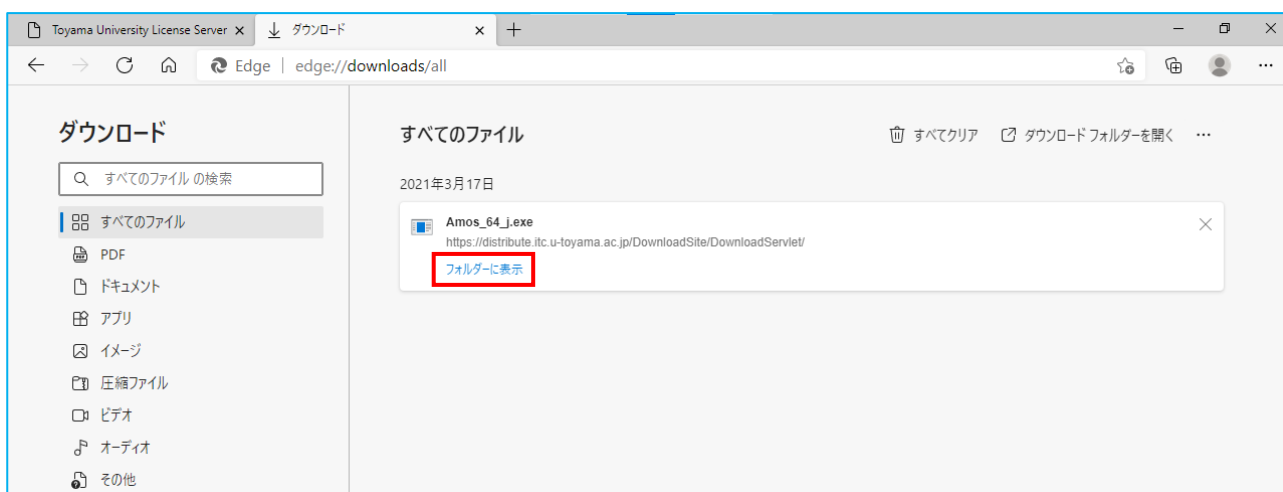 Toyama University License Server
ダウンロード
Edge | edge://downloads/all
ダウンロード
すべてのファイル の検索
すべてのファイル
PDF
ドキュメント
アプリ
イメージ
圧縮ファイル
ビデオ
オーディオ
その他
すべてのファイル
すべてクリア
ダウンロード フォルダーを開く
2021年3月17日
Amos_64_j.exe
https://distribute.itc.u-toyama.ac.jp/DownloadSite/DownloadServlet/
フォルダーに表示